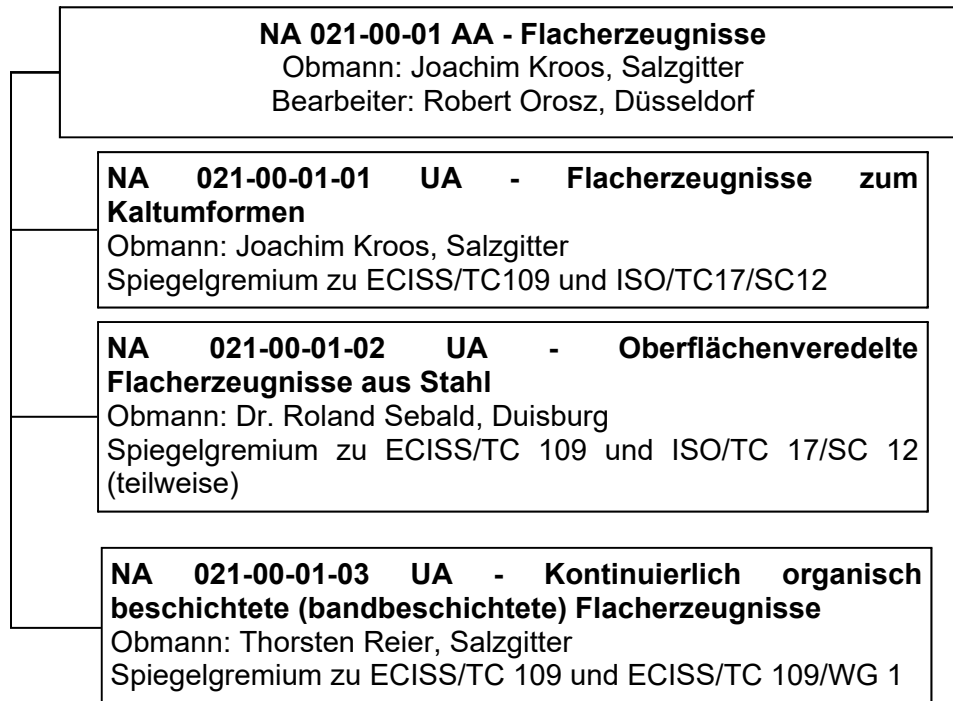 NA 021-00-01 AA - Flacherzeugnisse
Obmann: Joachim Kroos, Salzgitter
Bearbeiter: Robert Orosz, Düsseldorf
NA 021-00-01-01 UA - Flacherzeugnisse zum
Kaltumformen
Obmann: Joachim Kroos, Salzgitter
Spiegelgremium zu ECISS/TC109 und ISO/TC17/SC12
NA 021-00-01-02 UA - Oberflächenveredelte
Flacherzeugnisse aus Stahl
Obmann: Dr. Roland Sebald, Duisburg
Spiegelgremium zu ECISS/TC 109 und ISO/TC 17/SC 12
(teilweise)
NA 021-00-01-03 UA - Kontinuierlich organisch
beschichtete (bandbeschichtete) Flacherzeugnisse
Obmann: Thorsten Reier, Salzgitter
Spiegelgremium zu ECISS/TC 109 und ECISS/TC 109/WG 1